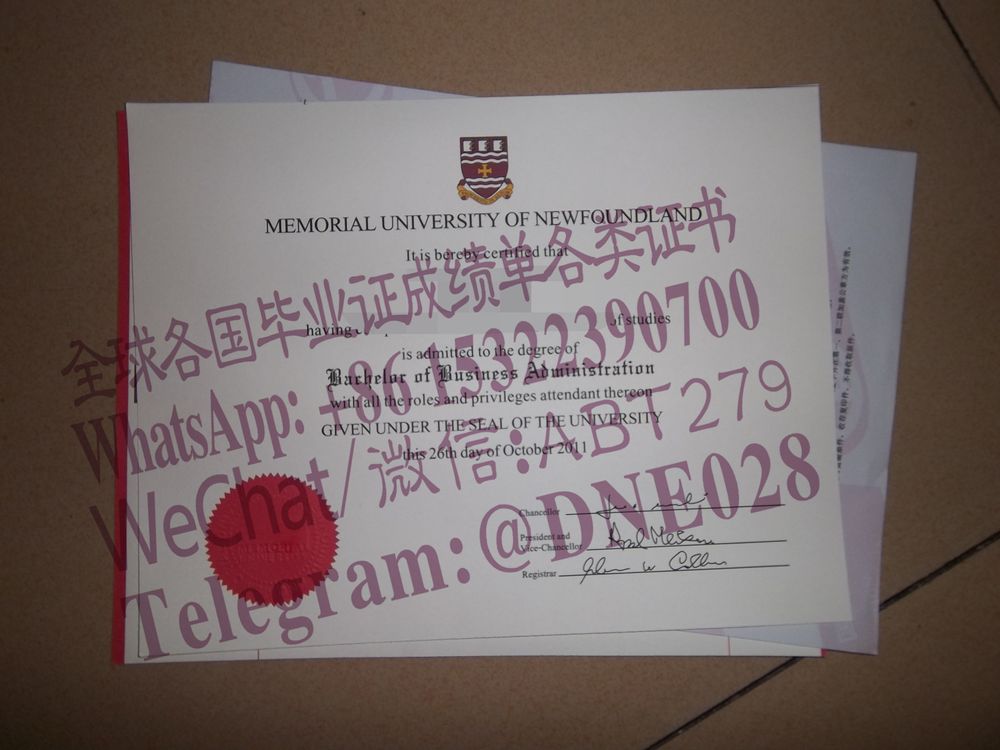 MEMORIAL UNIVERSITY OF NEWFOUNDLAND
It is hereby certified that
全球各国毕业证成绩单各类证书
having
of studies
is admitted to the degree of
Bachelor of Business Administration
WhatsApp: +86 15322390700
with all the roles and privileges attendant thereon
GIVEN UNDER THE SEAL OF THE UNIVERSITY
this 26th day of October 2011
WeChat/微信:ABT279
Telegram:@DNE028
Chancellor
President and
Vice-Chancellor
Registrar